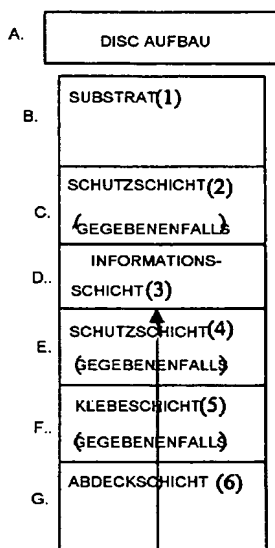 A. DISC AUFBAU
B. SUBSTRAT(1)
C. SCHUTZSCHICHT(2)
(GEGEBENENFALLS)
D.. INFORMATIONS-
SCHICHT(3)
E. SCHUTZSCHICHT(4)
(GEGEBENENFALLS)
F.. KLEBESCHICHT(5)
(GEGEBENENFALLS)
G. ABDECKSCHICHT (6)